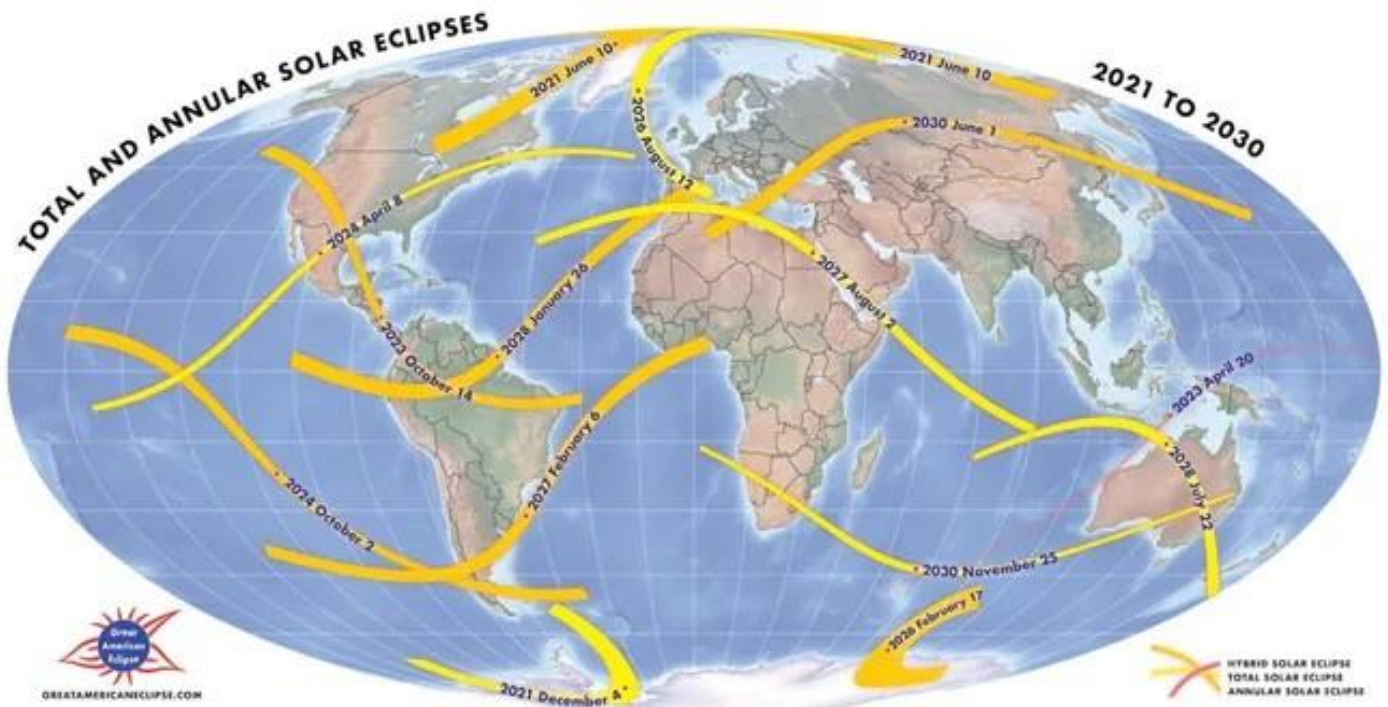 TOTAL AND ANNULAR SOLAR ECLIPSES
2021 TO 2030
2021 June 10
2021 June 10
2026 August 12
2030 June 1
2024 April 8
2028 January 26
2027 August 2
2023 October 14
2023 April 20
2027 February 6
2028 July 22
2024 October 2
2030 November 25
2026 February 17
2021 December 4
Great
American
Eclipse
GREATAMERICANECLIPSE.COM
HYBRID SOLAR ECLIPSE
TOTAL SOLAR ECLIPSE
ANNULAR SOLAR ECLIPSE